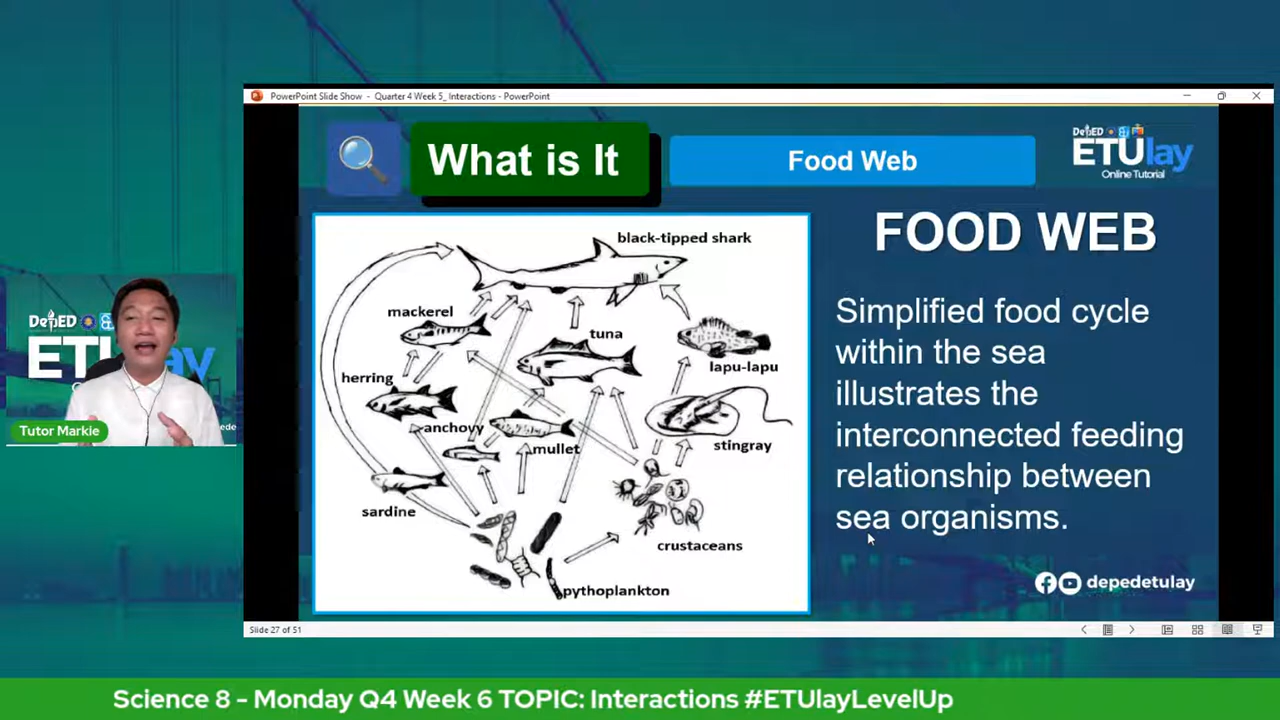 PowerPoint Slide Show - Quarter 4 Week 5_ Interactions - PowerPoint
What is It
Food Web
DepED
ETUlay
Online Tutorial
FOOD WEB
Simplified food cycle
within the sea
illustrates the
interconnected feeding
relationship between
sea organisms.
black-tipped shark
mackerel
tuna
herring
lapu-lapu
anchovy
mullet
stingray
sardine
crustaceans
pythoplankton
depedetulay
DepED
ET lay
Tutor Markie
Slide 27 of 51
Science 8 - Monday Q4 Week 6 TOPIC: Interactions #ETUlayLevelUp